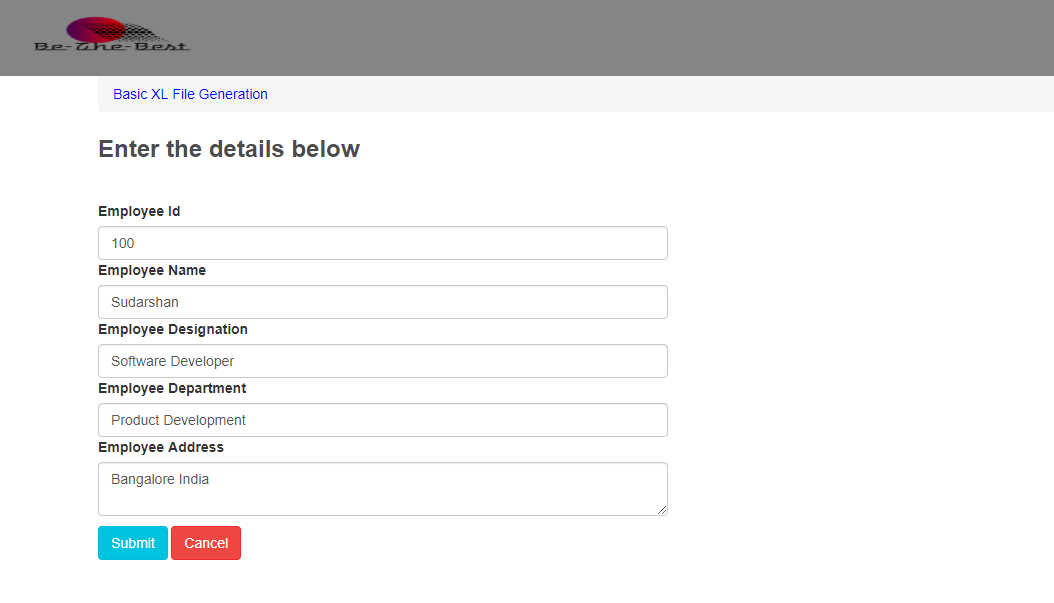 Be-The-Best
Basic XL File Generation
Enter the details below
Employee Id
100
Employee Name
Sudarshan
Employee Designation
Software Developer
Employee Department
Product Development
Employee Address
Bangalore India
Submit Cancel